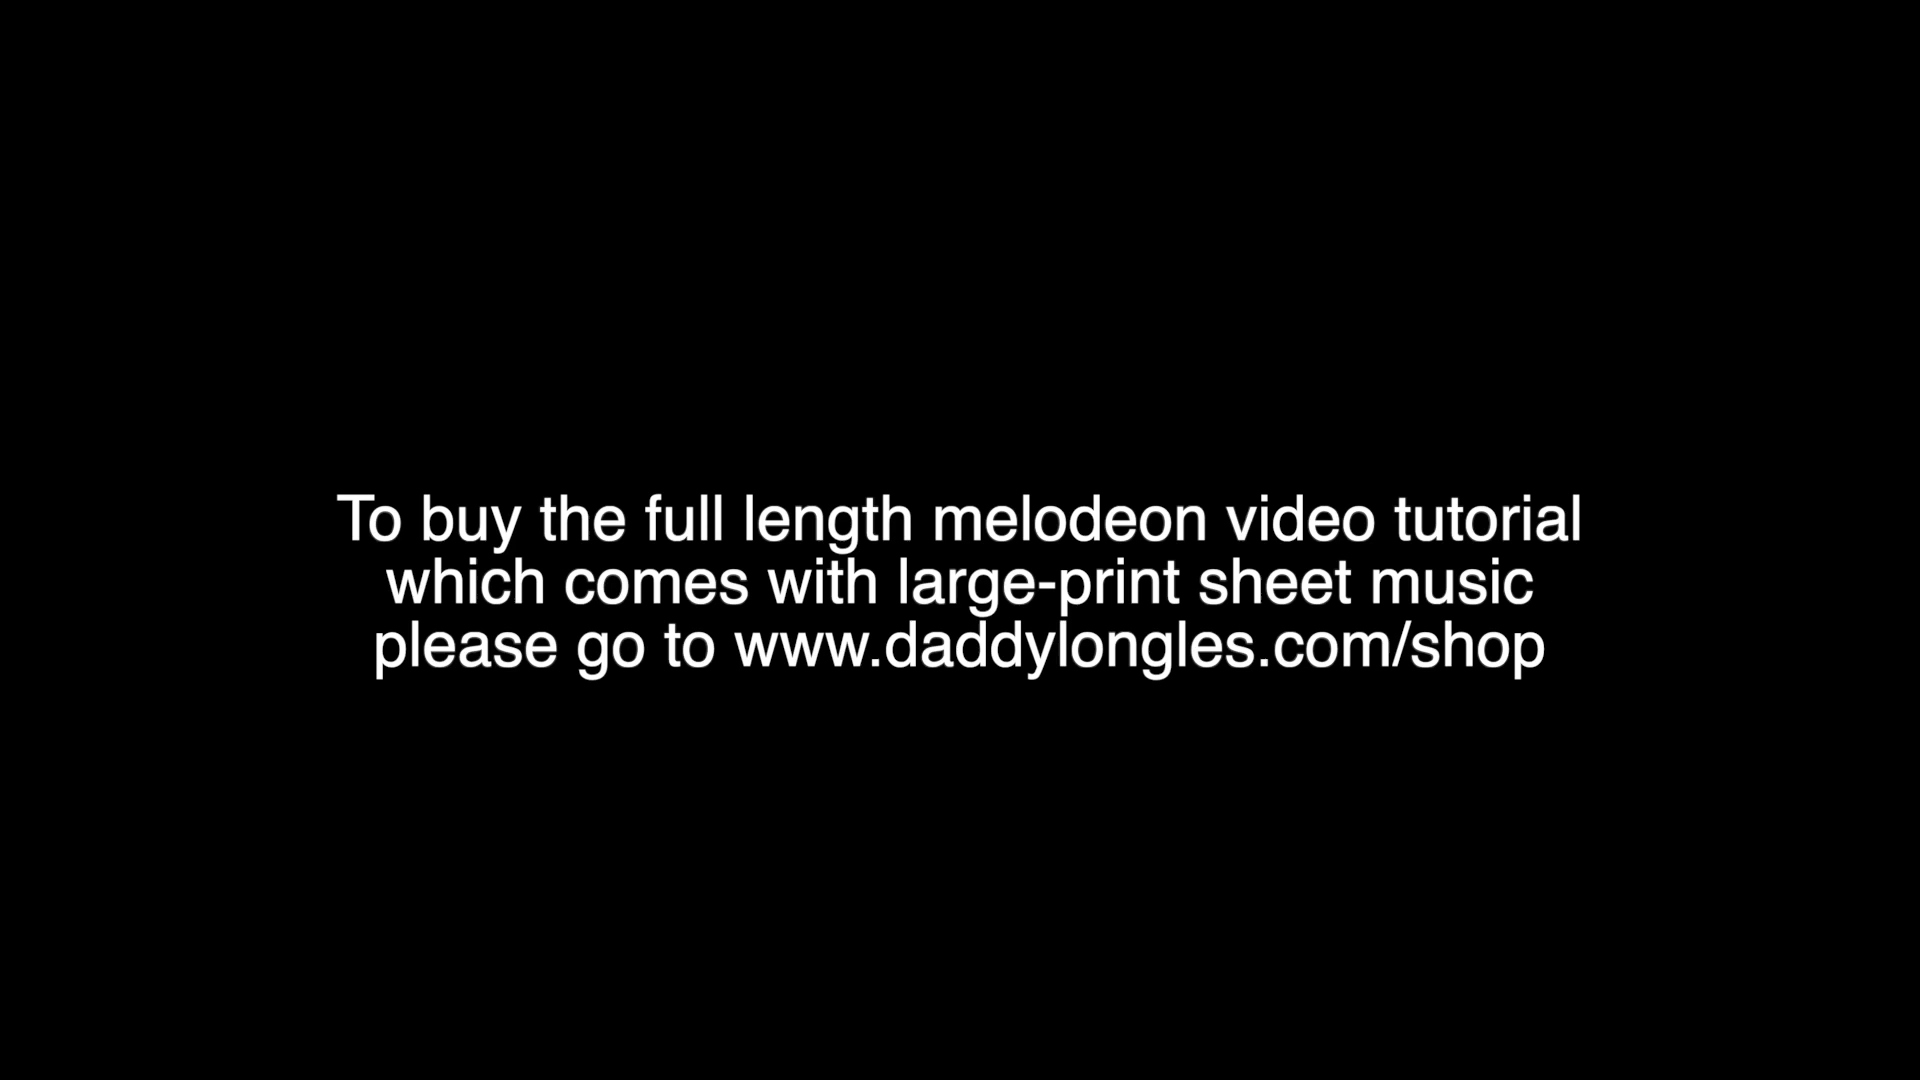 To buy the full length melodeon video tutorial
which comes with large-print sheet music
please go to www.daddylongles.com/shop